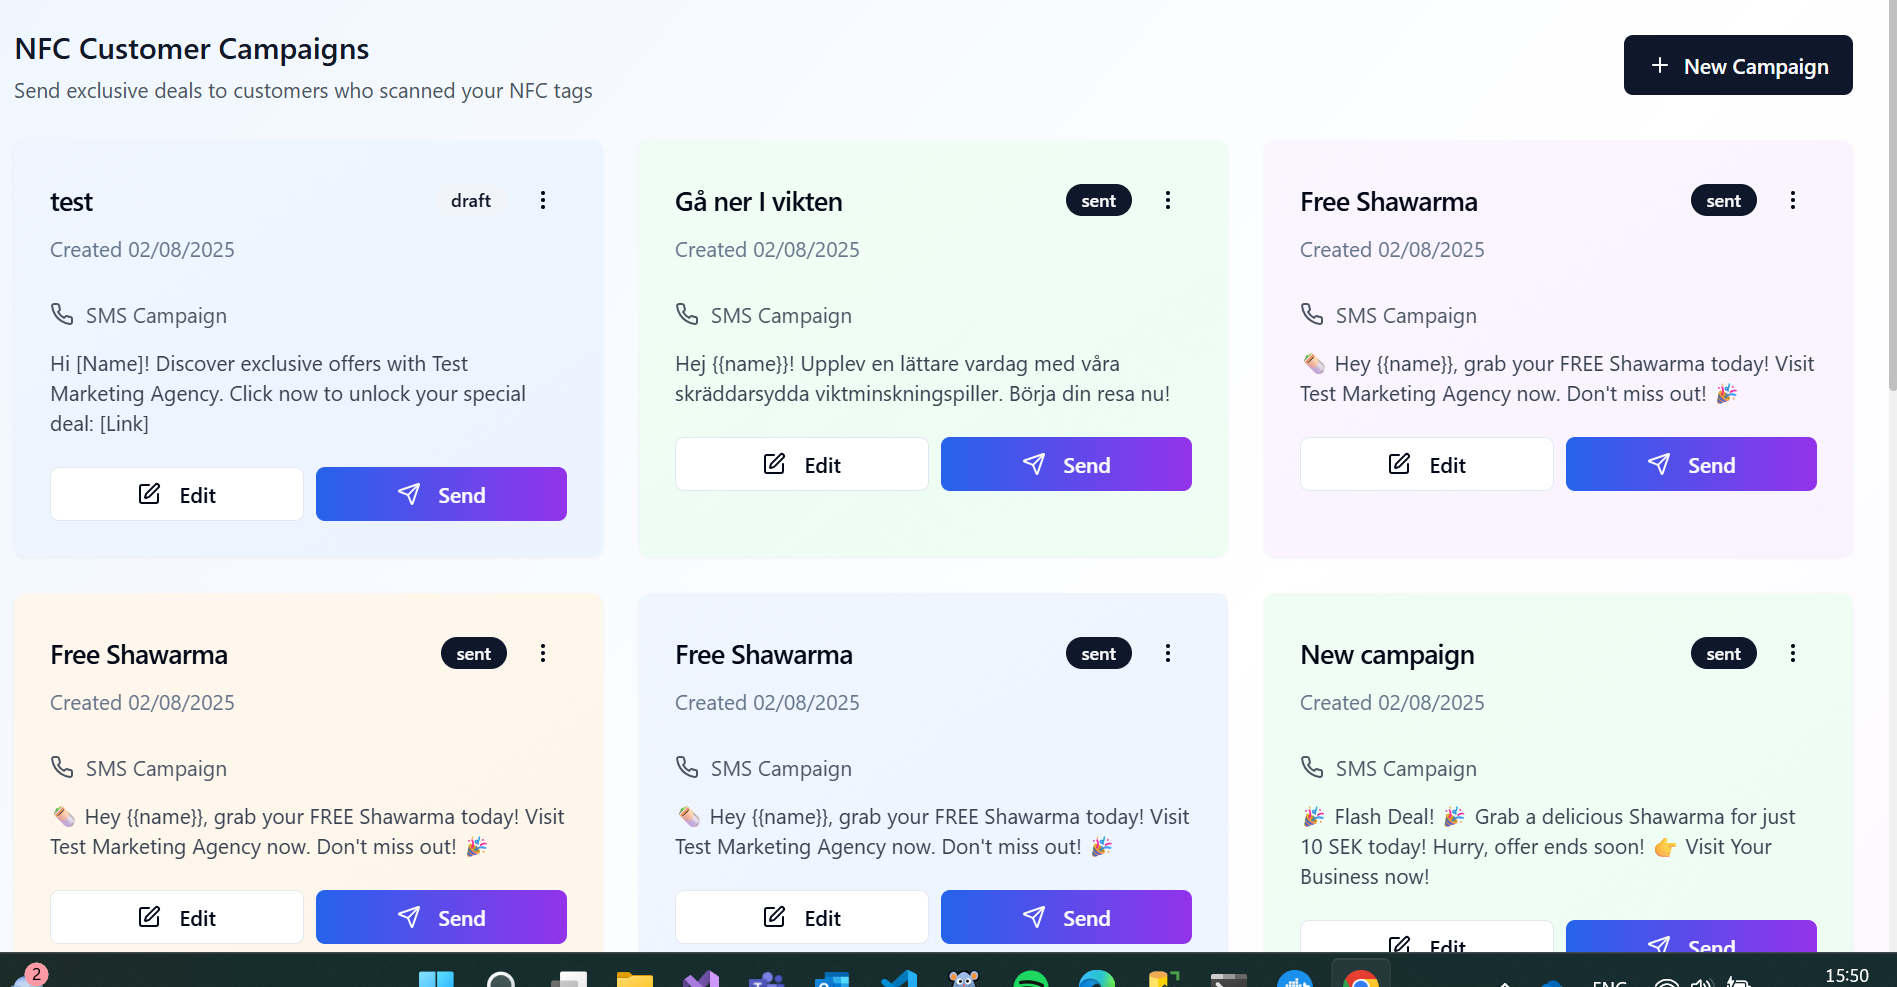 NFC Customer Campaigns
Send exclusive deals to customers who scanned your NFC tags
+ New Campaign
test
draft
Created 02/08/2025
SMS Campaign
Hi [Name]! Discover exclusive offers with Test
Marketing Agency. Click now to unlock your special
deal: [Link]
Edit
Send
Gå ner I vikten
sent
Created 02/08/2025
SMS Campaign
Hej {{name}}! Upplev en lättare vardag med våra
skräddarsydda viktminskningspiller. Börja din resa nu!
Edit
Send
Free Shawarma
sent
Created 02/08/2025
SMS Campaign
🌯 Hey {{name}}, grab your FREE Shawarma today! Visit
Test Marketing Agency now. Don't miss out! 🎉
Edit
Send
Free Shawarma
sent
Created 02/08/2025
SMS Campaign
🌯 Hey {{name}}, grab your FREE Shawarma today! Visit
Test Marketing Agency now. Don't miss out! 🎉
Edit
Send
Free Shawarma
sent
Created 02/08/2025
SMS Campaign
🌯 Hey {{name}}, grab your FREE Shawarma today! Visit
Test Marketing Agency now. Don't miss out! 🎉
Edit
Send
New campaign
sent
Created 02/08/2025
SMS Campaign
🎉 Flash Deal! 🎉 Grab a delicious Shawarma for just
10 SEK today! Hurry, offer ends soon! 👉 Visit Your
Business now!
Edit
Send
2
ENG
15:50